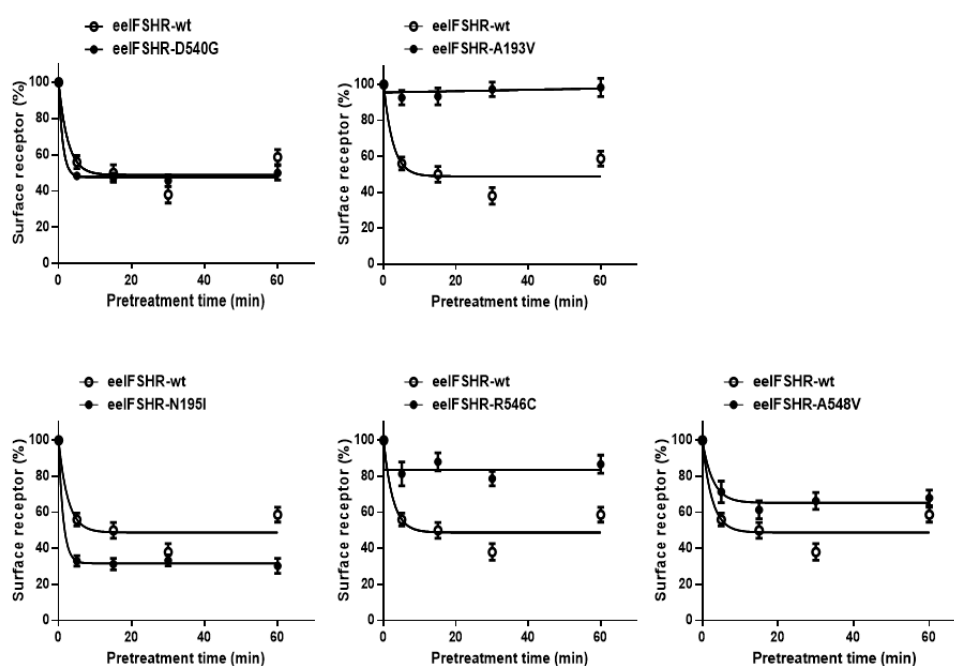 eelFSHR-wt
eelFSHR-D540G
Surface receptor (%)
100
80
60
40
20
0
0 20 40 60
Pretreatment time (min)
eelFSHR-wt
eelFSHR-A193V
Surface receptor (%)
100
80
60
40
20
0
0 20 40 60
Pretreatment time (min)
eelFSHR-wt
eelFSHR-N195I
Surface receptor (%)
100
80
60
40
20
0
0 20 40 60
Pretreatment time (min)
eelFSHR-wt
eelFSHR-R546C
Surface receptor (%)
100
80
60
40
20
0
0 20 40 60
Pretreatment time (min)
eelFSHR-wt
eelFSHR-A548V
Surface receptor (%)
100
80
60
40
20
0
0 20 40 60
Pretreatment time (min)